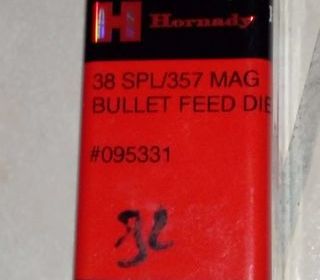 H Hornady
38 SPL/357 MAG
BULLET FEED DIE
#095331